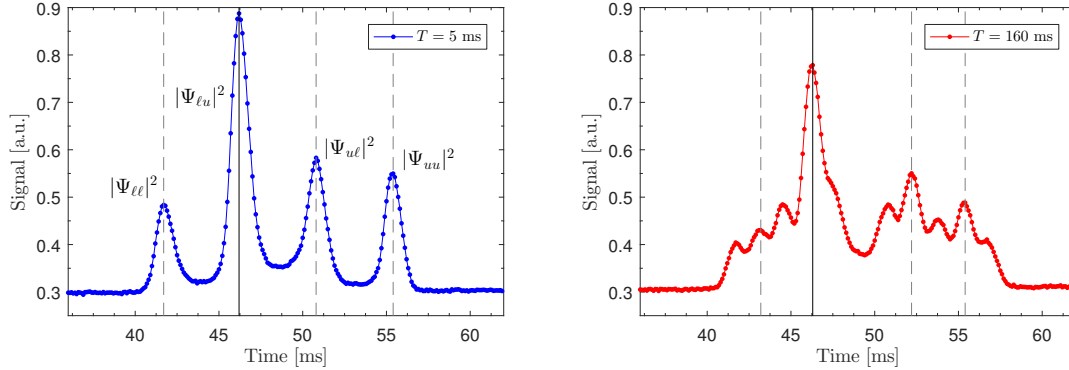 0.9
0.8
0.7
0.6
0.5
0.4
0.3
Signal [a.u.]
40 45 50 55 60
Time [ms]
T = 5 ms
|Ψℓℓ|²
|Ψℓu|²
|Ψuℓ|²
|Ψuu|²
0.9
0.8
0.7
0.6
0.5
0.4
0.3
Signal [a.u.]
40 45 50 55 60
Time [ms]
T = 160 ms